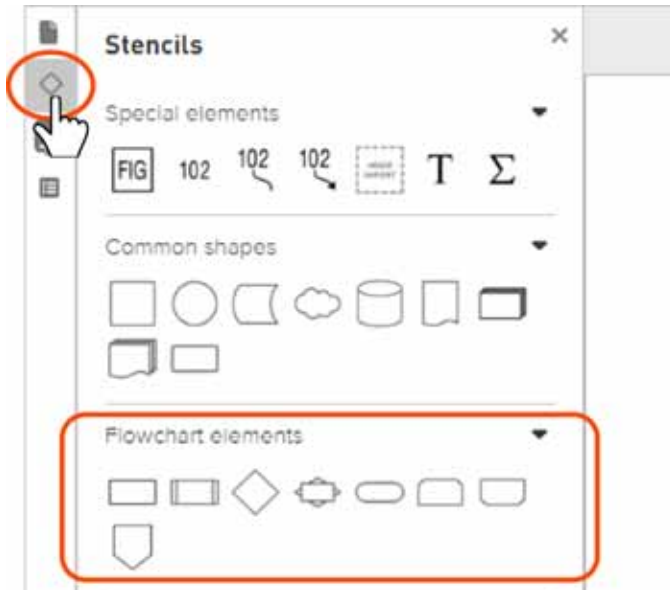 Stencils
Special elements
FIG 102 102 102 T Σ
Common shapes
Flowchart elements